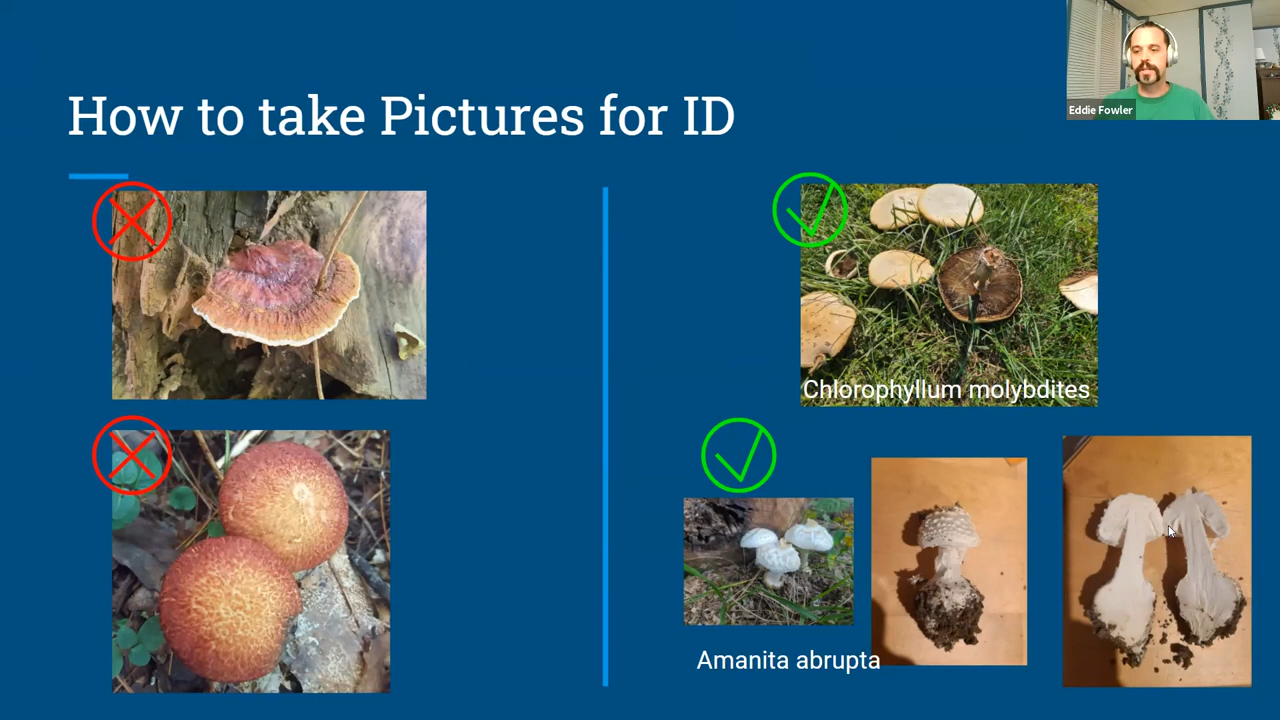 How to take Pictures for ID
Eddie Fowler
Chlorophyllum molybdites
Amanita abrupta